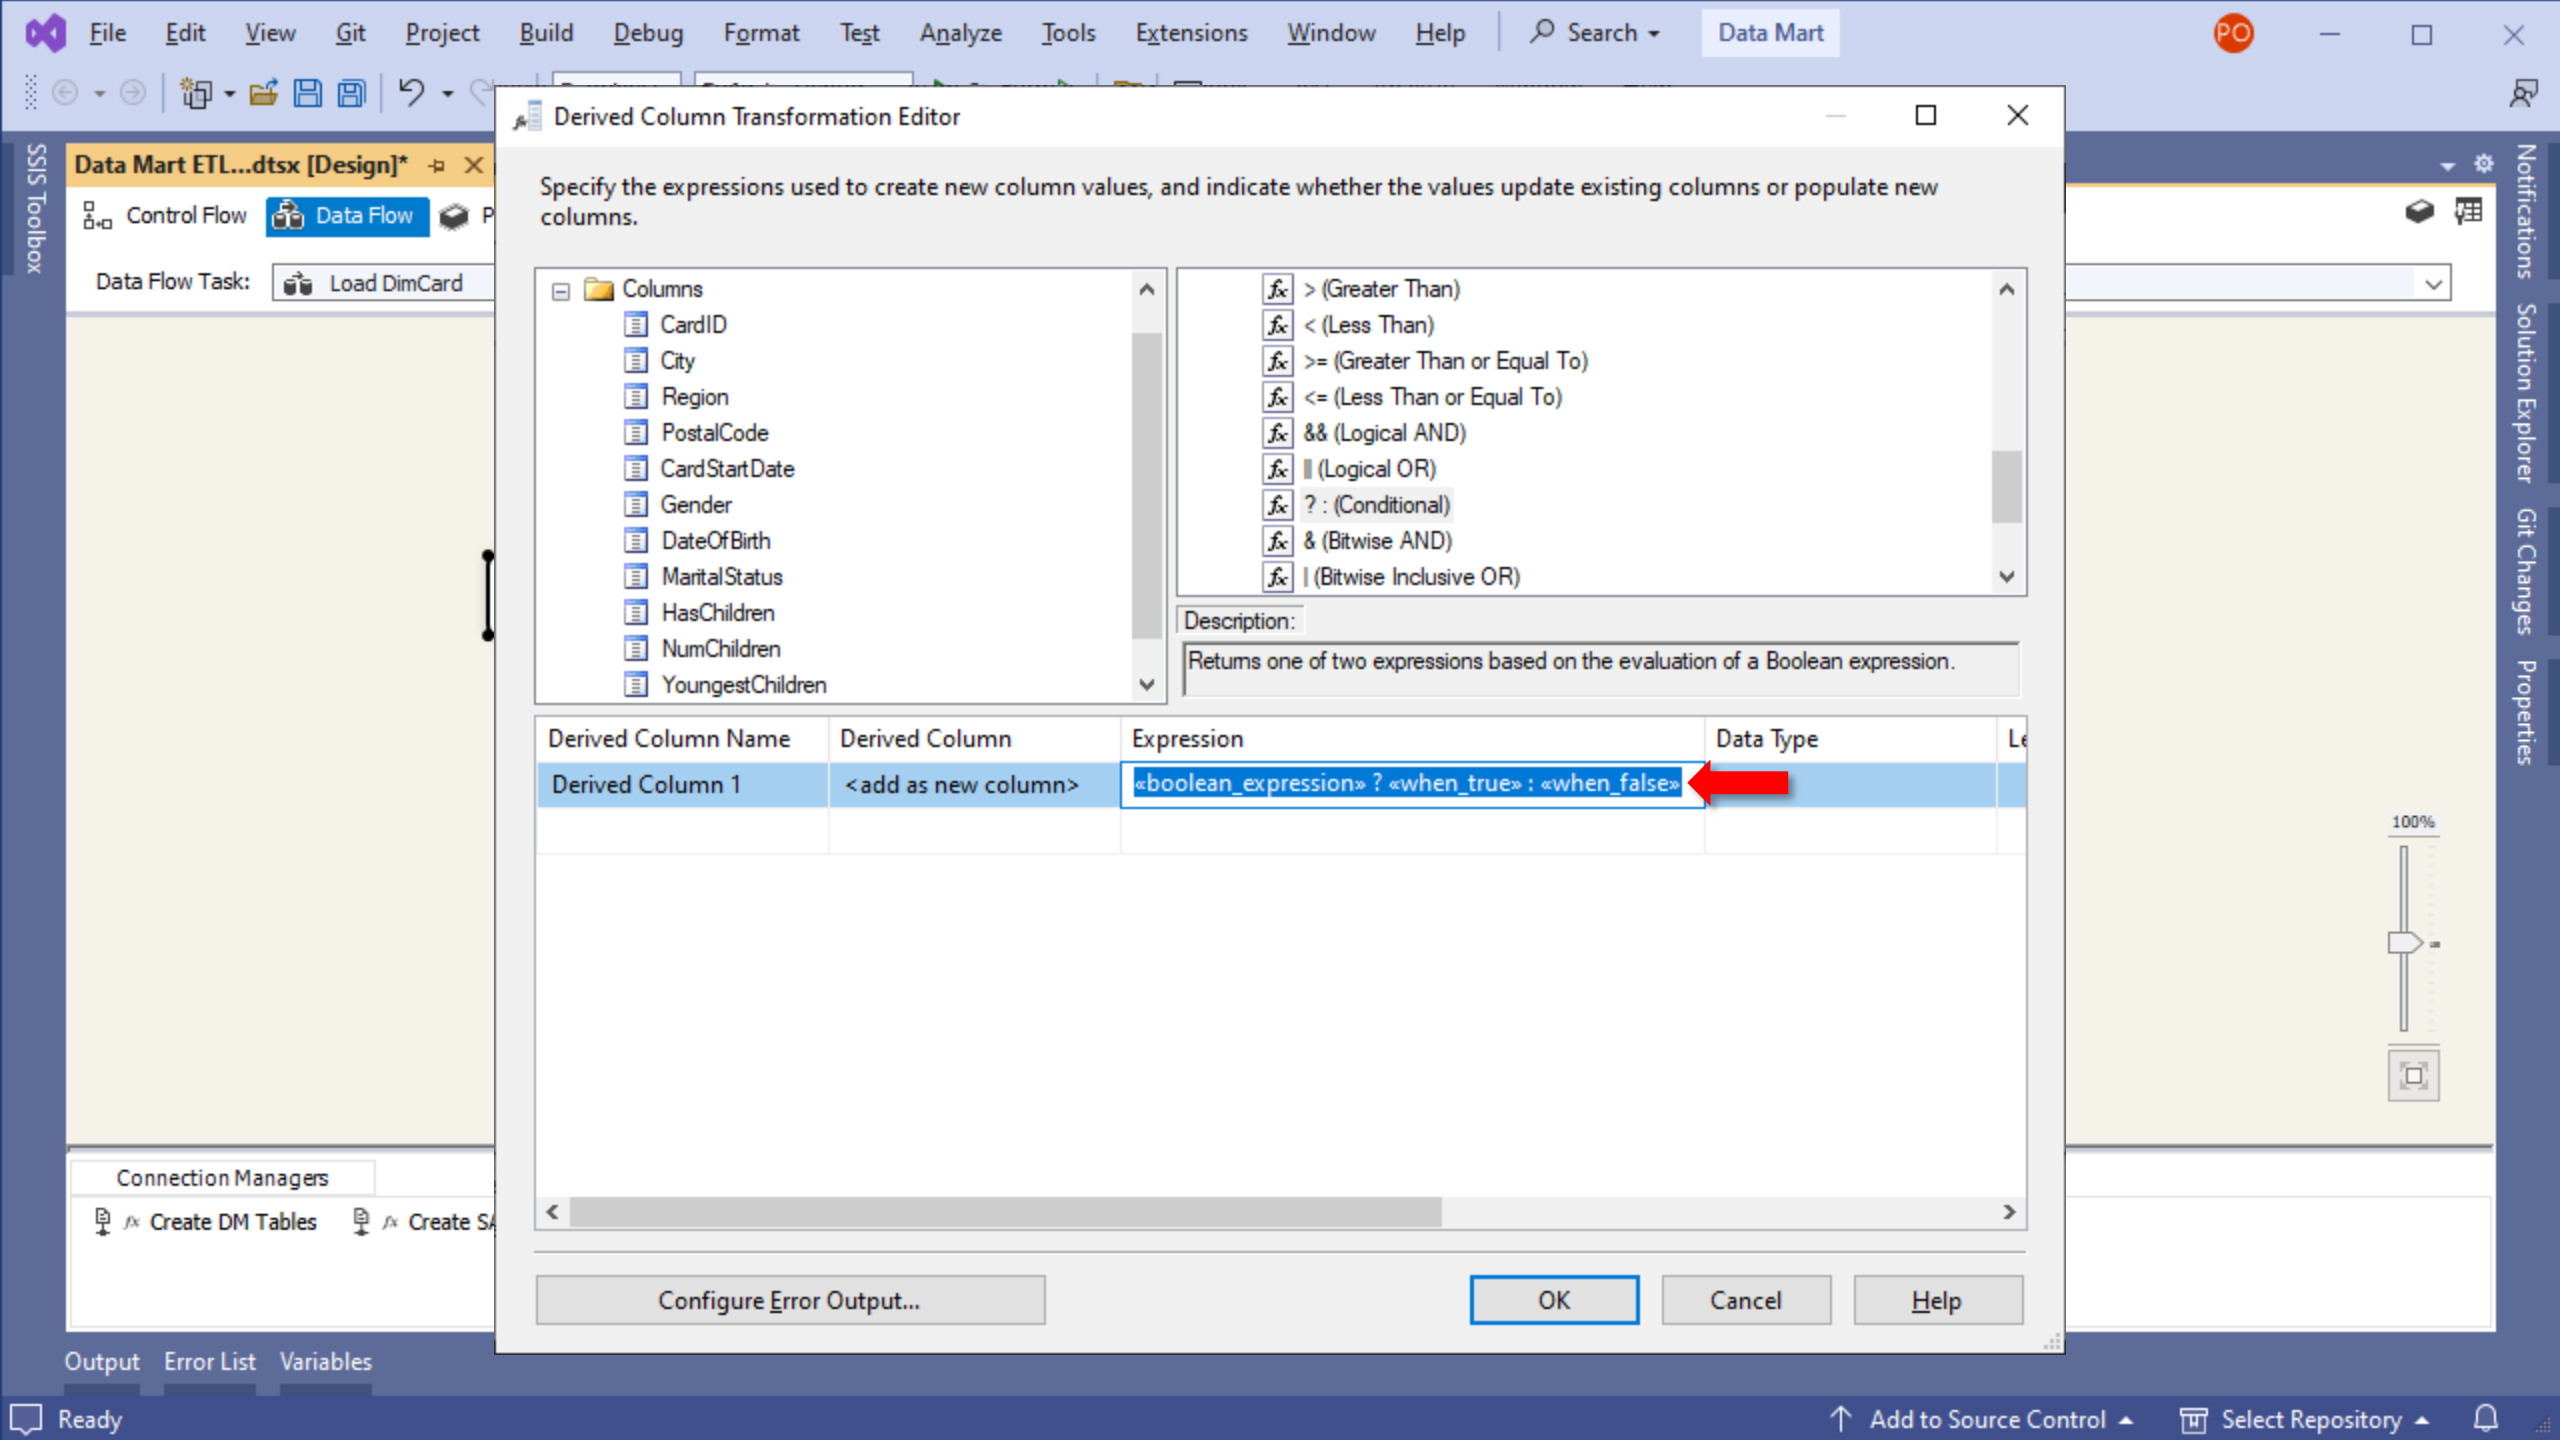 File Edit View Git Project Build Debug Format Test Analyze Tools Extensions Window Help Search Data Mart PO
Derived Column Transformation Editor
SSIS Toolbox
Data Mart ETL...dtsx [Design]*
Control Flow Data Flow P
Data Flow Task: Load DimCard
Specify the expressions used to create new column values, and indicate whether the values update existing columns or populate new
columns.
Columns
CardID
City
Region
PostalCode
CardStartDate
Gender
DateOfBirth
MaritalStatus
HasChildren
NumChildren
YoungestChildren
> (Greater Than)
< (Less Than)
>= (Greater Than or Equal To)
<= (Less Than or Equal To)
&& (Logical AND)
|| (Logical OR)
? : (Conditional)
& (Bitwise AND)
| (Bitwise Inclusive OR)
Description:
Returns one of two expressions based on the evaluation of a Boolean expression.
Derived Column Name Derived Column Expression Data Type Le
Derived Column 1 <add as new column> «boolean_expression» ? «when_true» : «when_false»
Configure Error Output... OK Cancel Help
Notifications
Solution Explorer
Git Changes
Properties
100%
Connection Managers
Create DM Tables Create SA
Output Error List Variables
Ready Add to Source Control Select Repository